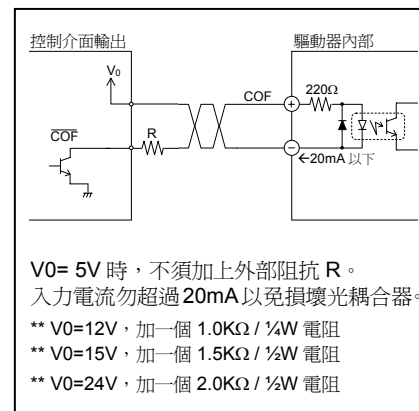 控制介面輸出
驅動器內部
V₀
COF
220Ω
COF
R
←20mA 以下
V0= 5V 時，不須加上外部阻抗 R。
入力電流勿超過20mA以免損壞光耦合器。
** V0=12V，加一個 1.0KΩ / ¼W 電阻
** V0=15V，加一個 1.5KΩ / ½W 電阻
** V0=24V，加一個 2.0KΩ / ½W 電阻